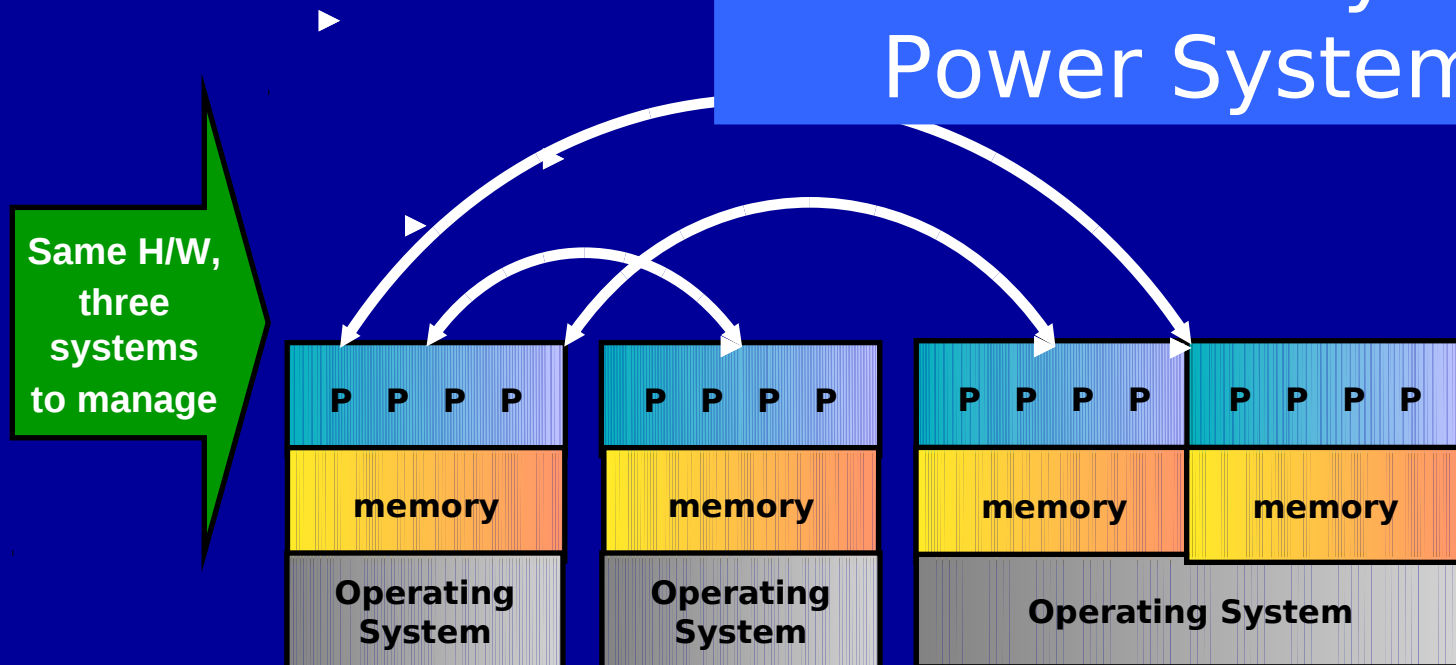 Power System
Same H/W,
three
systems
to manage
P P P P
P P P P
P P P P
P P P P
memory
memory
memory
memory
Operating
System
Operating
System
Operating System